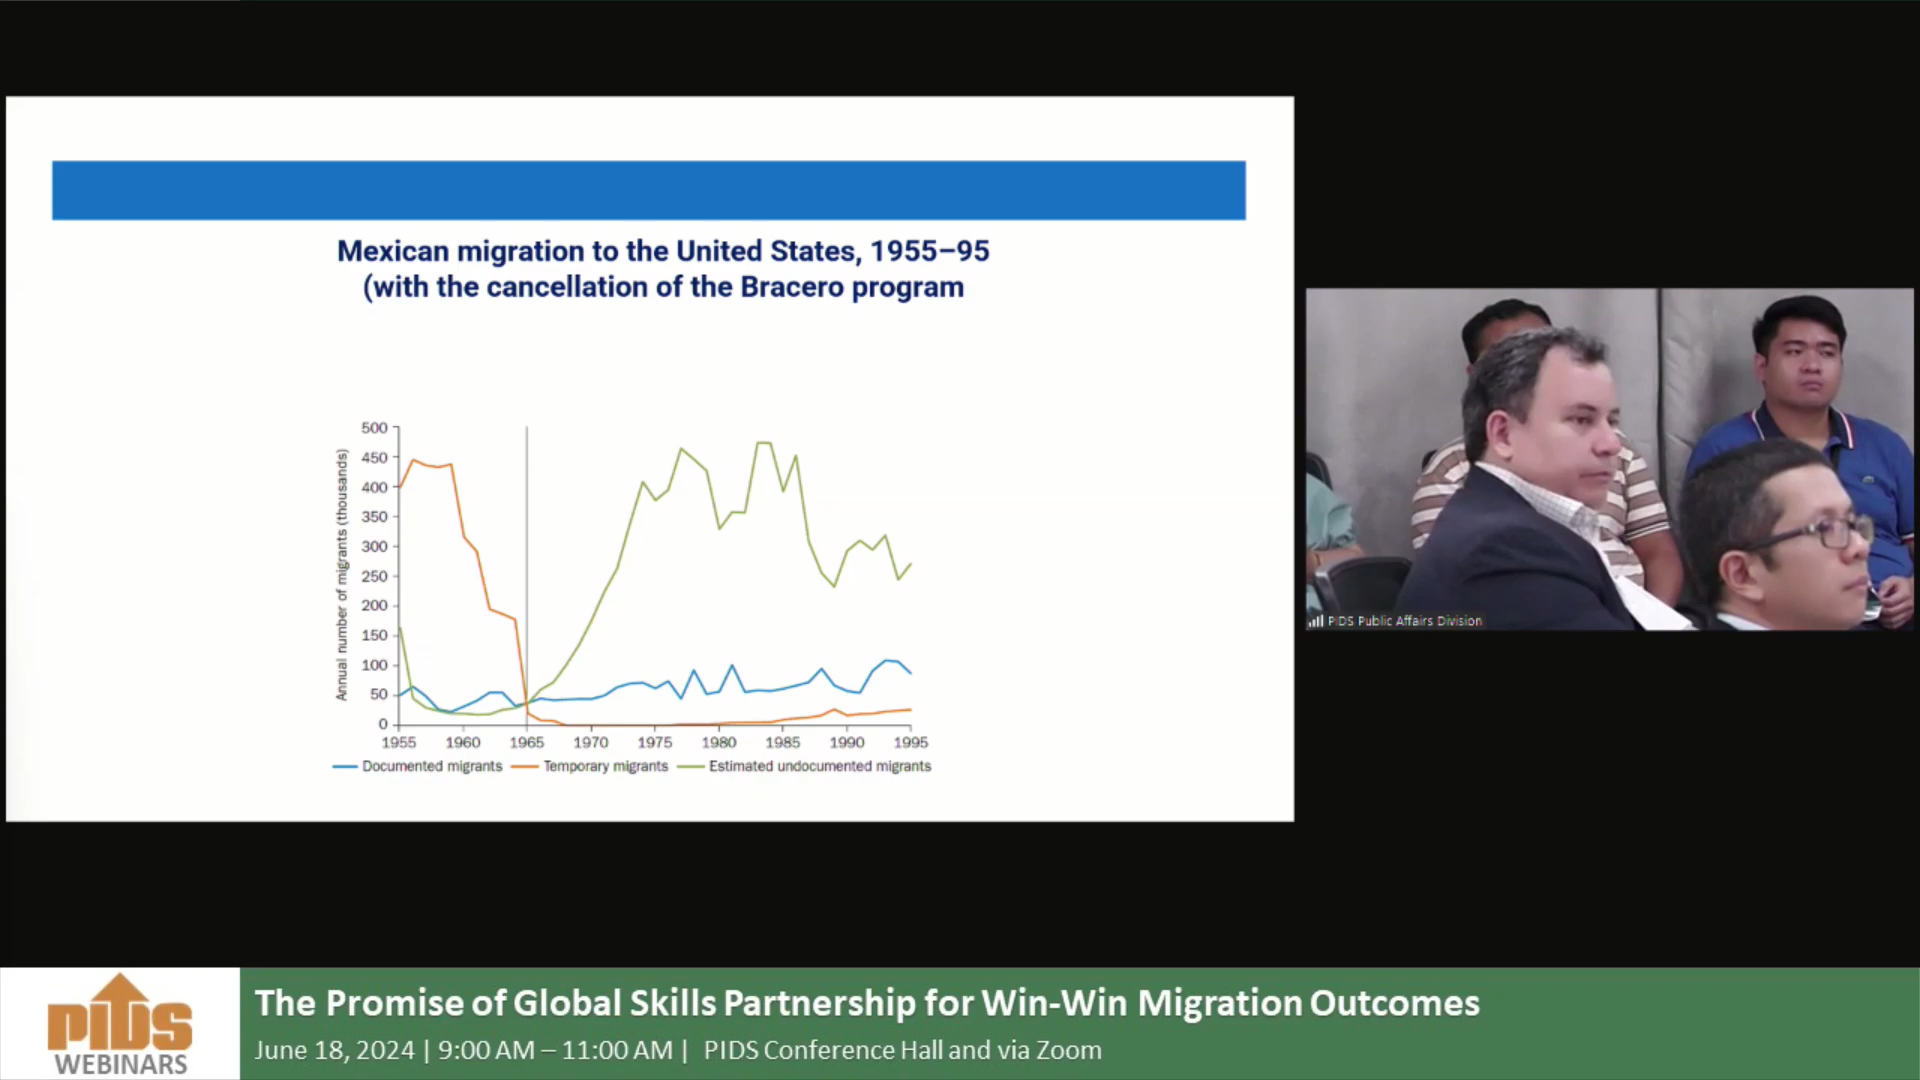 Mexican migration to the United States, 1955–95
(with the cancellation of the Bracero program
Annual number of migrants (thousands)
500
450
400
350
300
250
200
150
100
50
0
1955 1960 1965 1970 1975 1980 1985 1990 1995
Documented migrants Temporary migrants Estimated undocumented migrants
PIDS Public Affairs Division
PIDS
WEBINARS
The Promise of Global Skills Partnership for Win-Win Migration Outcomes
June 18, 2024 | 9:00 AM – 11:00 AM | PIDS Conference Hall and via Zoom